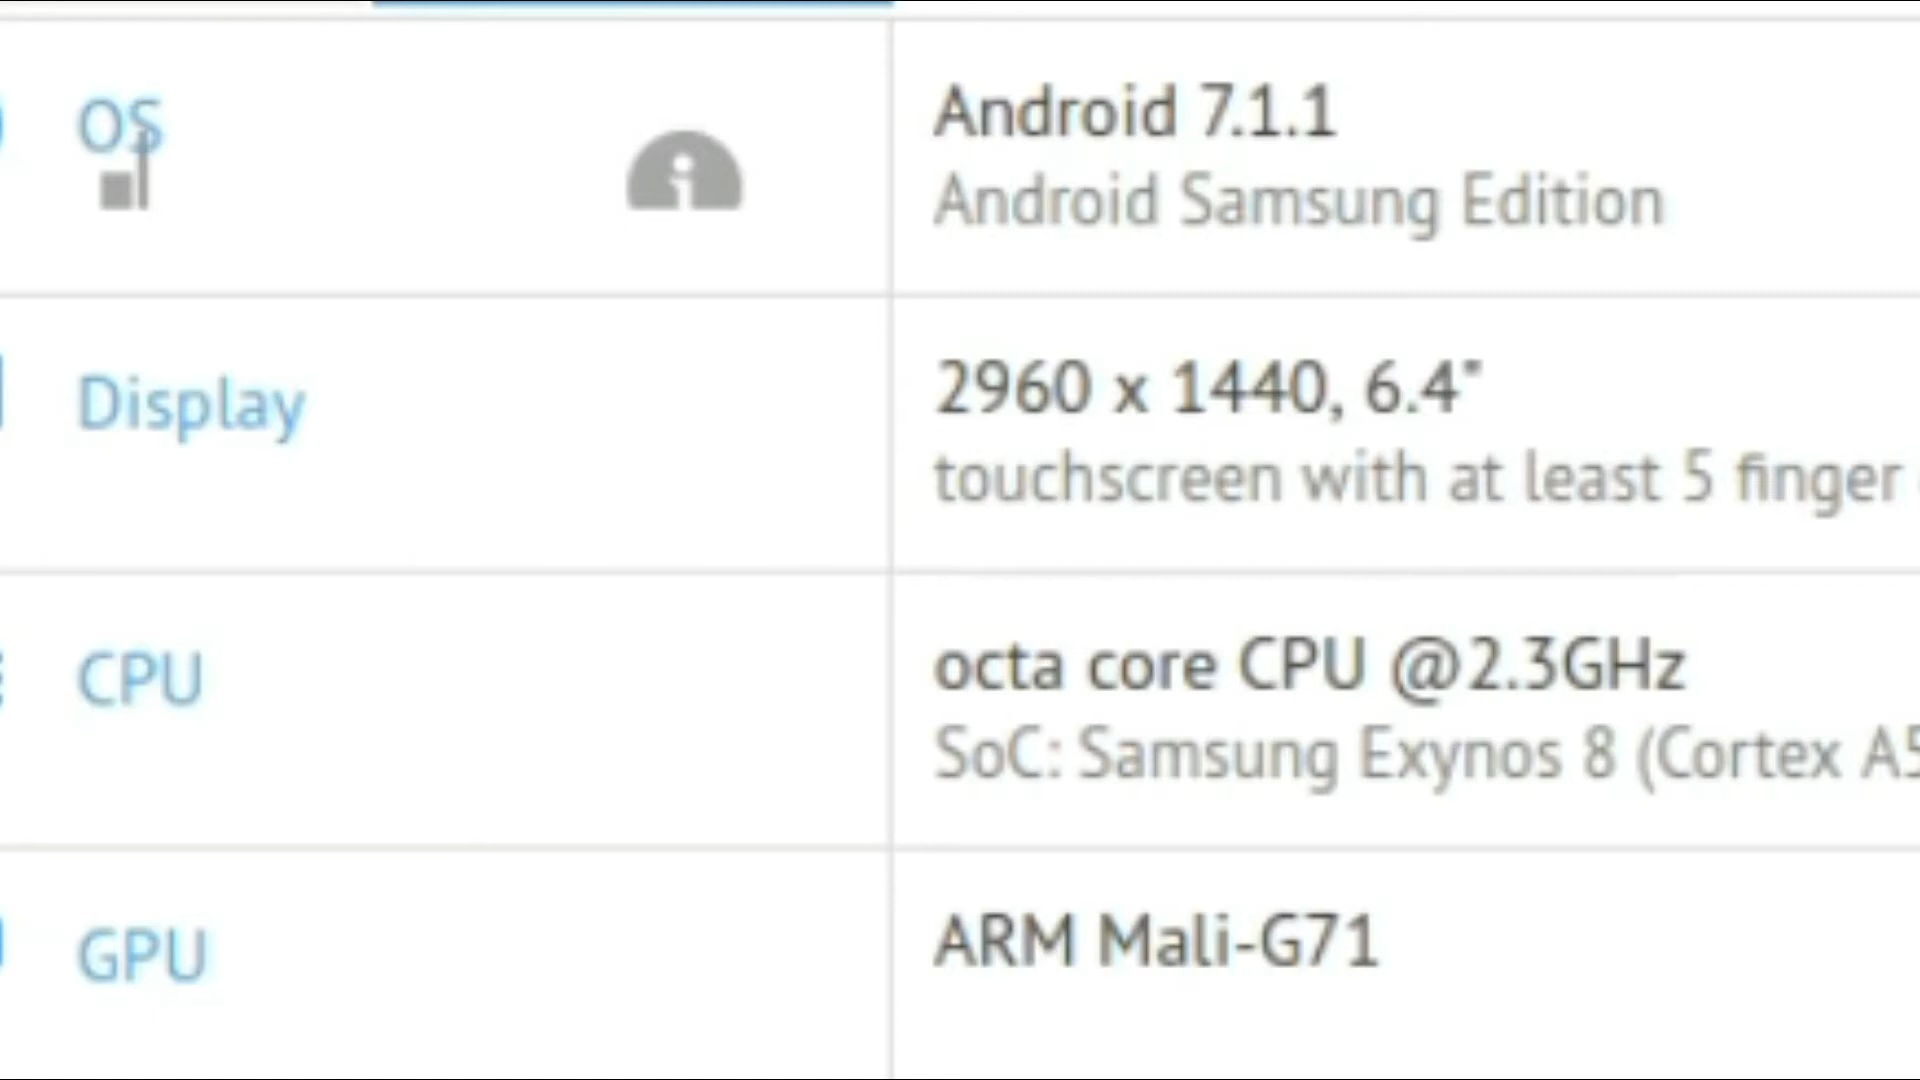 OS
Android 7.1.1
Android Samsung Edition
Display
2960 x 1440, 6.4"
touchscreen with at least 5 finger
CPU
octa core CPU @2.3GHz
SoC: Samsung Exynos 8 (Cortex A5
GPU
ARM Mali-G71